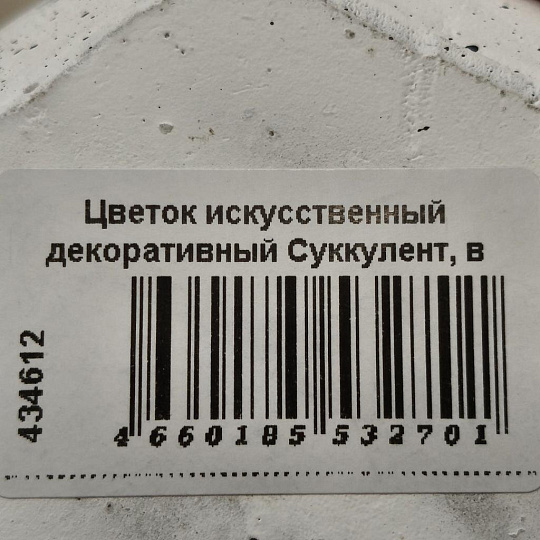 Цветок искусственный
декоративный Суккулент, в
434612
4 660185 532701